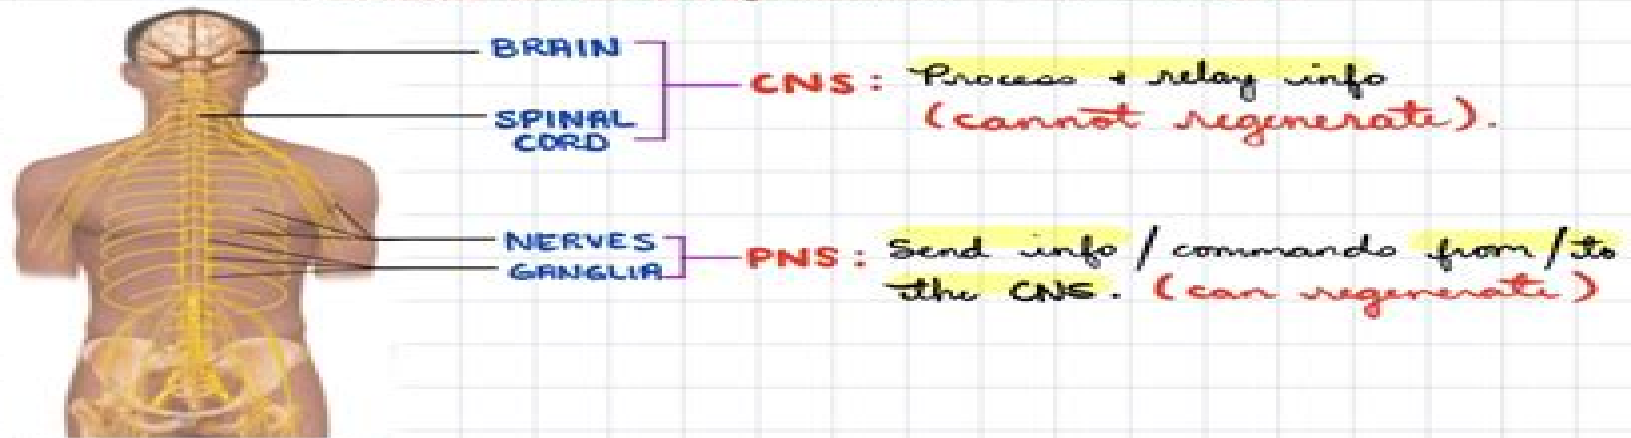 BRAIN
SPINAL
CORD
CNS: Process + relay info
(cannot regenerate).
NERVES
GANGLIA
PNS: Send info / commands from / to
the CNS. (can regenerate)